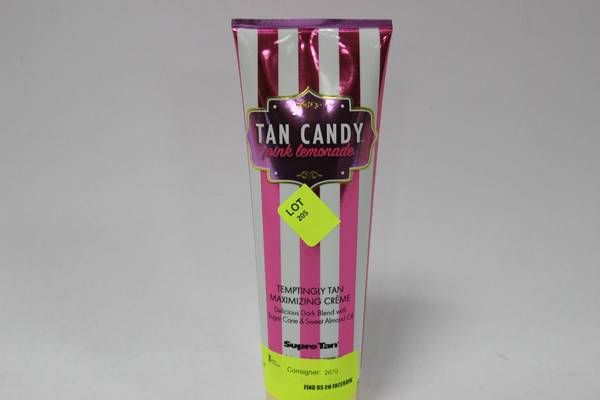 TAN CANDY
pink lemonade
LOT
205
TEMPTINGLY TAN
MAXIMIZING CRÈME
Delicious Dark Blend with
Sugar Cane & Sweet Almond Oil
Supre Tan
Consigner: 2670
FIND US ON FACEBOOK